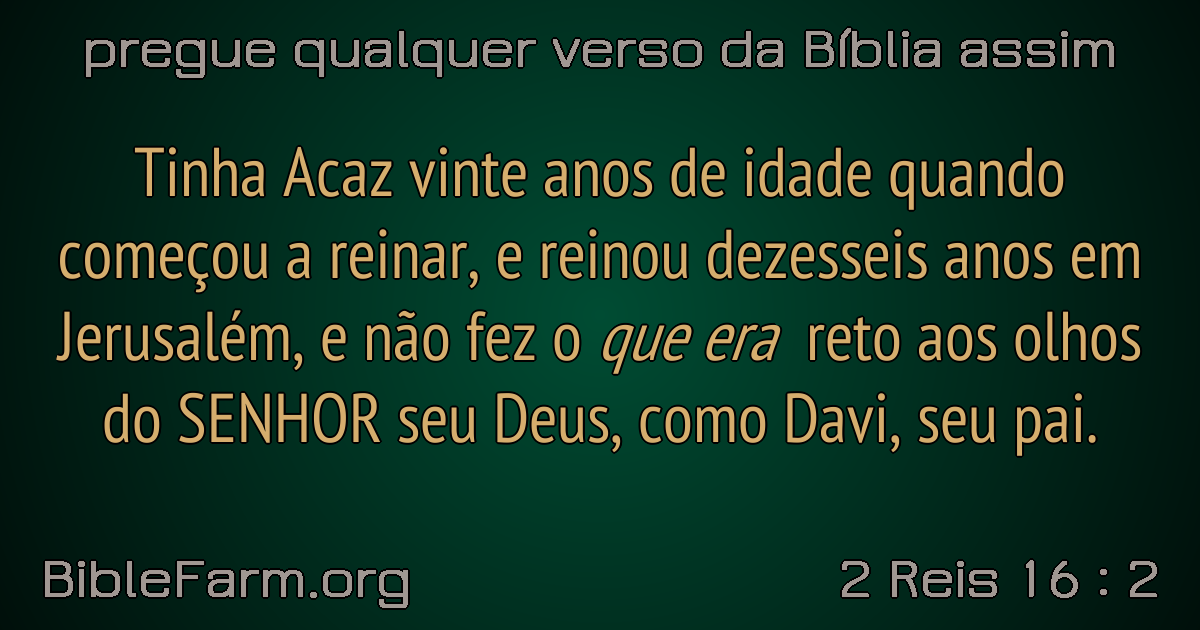 pregue qualquer verso da Bíblia assim
Tinha Acaz vinte anos de idade quando
começou a reinar, e reinou dezesseis anos em
Jerusalém, e não fez o que era reto aos olhos
do SENHOR seu Deus, como Davi, seu pai.
BibleFarm.org
2 Reis 16 : 2